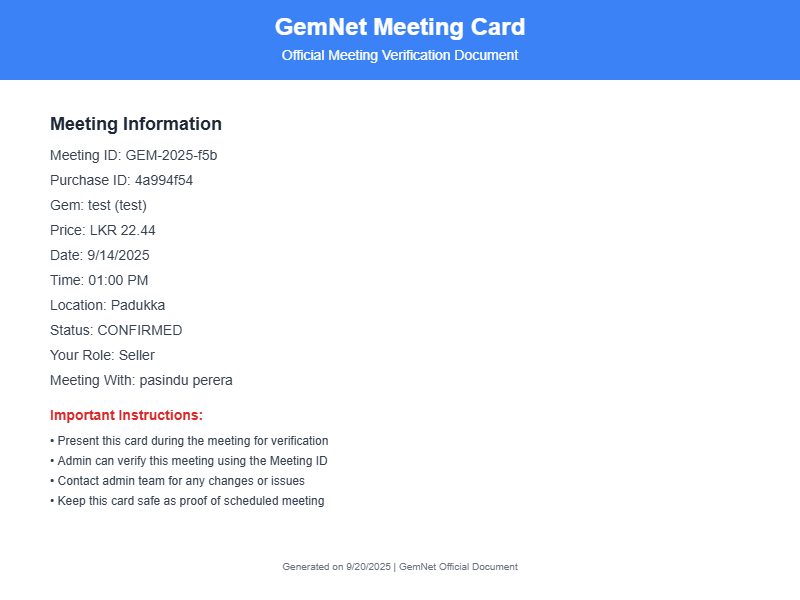 GemNet Meeting Card
Official Meeting Verification Document
Meeting Information
Meeting ID: GEM-2025-f5b
Purchase ID: 4a994f54
Gem: test (test)
Price: LKR 22.44
Date: 9/14/2025
Time: 01:00 PM
Location: Padukka
Status: CONFIRMED
Your Role: Seller
Meeting With: pasindu perera
Important Instructions:
• Present this card during the meeting for verification
• Admin can verify this meeting using the Meeting ID
• Contact admin team for any changes or issues
• Keep this card safe as proof of scheduled meeting
Generated on 9/20/2025 | GemNet Official Document